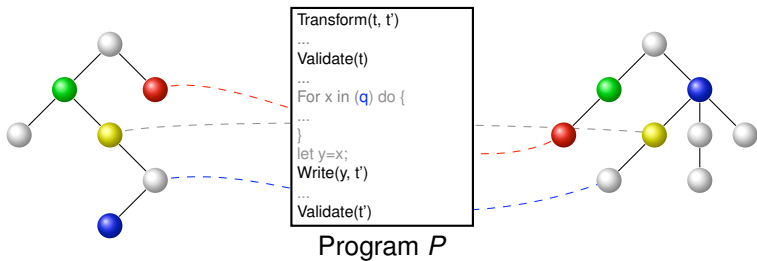 Transform(t, t’)
...
Validate(t)
...
For x in (q) do {
...
}
let y=x;
Write(y, t’)
...
Validate(t’)
Program P